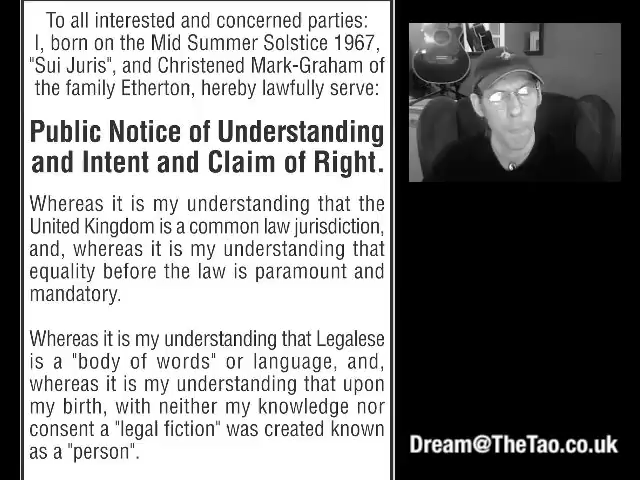 To all interested and concerned parties:
I, born on the Mid Summer Solstice 1967,
"Sui Juris", and Christened Mark-Graham of
the family Etherton, hereby lawfully serve:
Public Notice of Understanding
and Intent and Claim of Right.
Whereas it is my understanding that the
United Kingdom is a common law jurisdiction,
and, whereas it is my understanding that
equality before the law is paramount and
mandatory.
Whereas it is my understanding that Legalese
is a "body of words" or language, and,
whereas it is my understanding that upon
my birth, with neither my knowledge nor
consent a "legal fiction" was created known
as a "person".
Dream@TheTao.co.uk